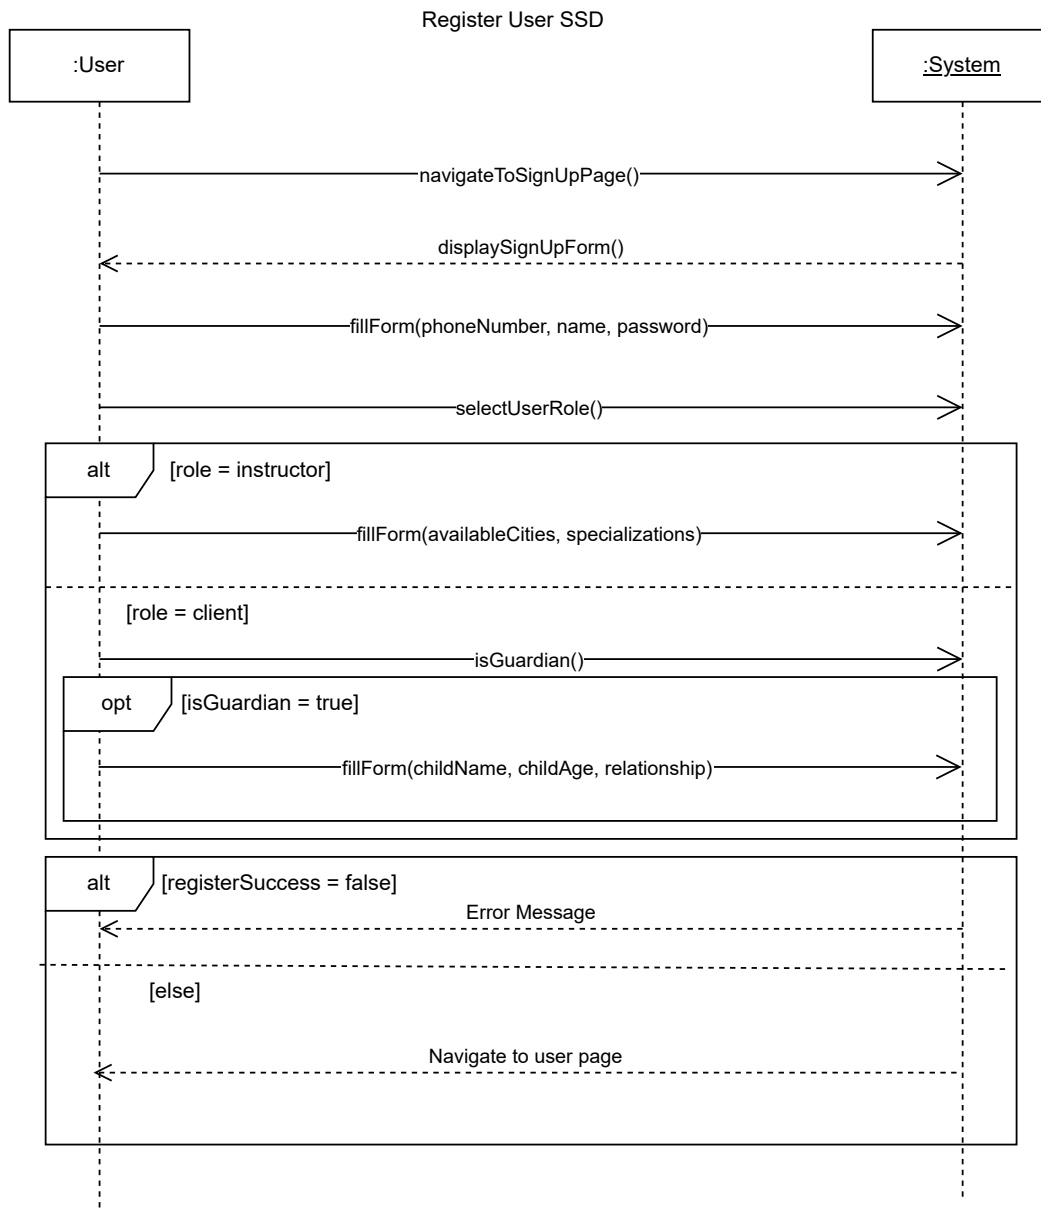 Register User SSD
:User
:System
navigateToSignUpPage()
displaySignUpForm()
fillForm(phoneNumber, name, password)
selectUserRole()
alt
[role = instructor]
fillForm(availableCities, specializations)
[role = client]
isGuardian()
opt
[isGuardian = true]
fillForm(childName, childAge, relationship)
alt
[registerSuccess = false]
Error Message
[else]
Navigate to user page